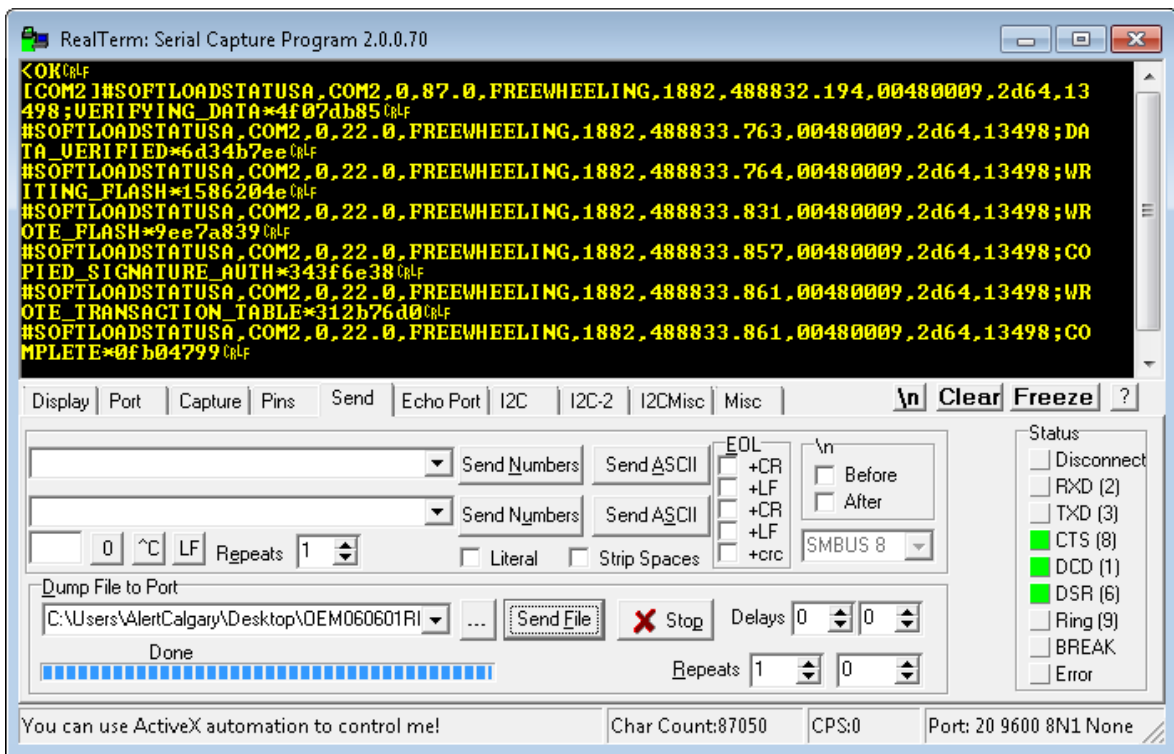 RealTerm: Serial Capture Program 2.0.0.70
<OKCRLF
[COM2]#SOFTLOADSTATUSA,COM2,0,87.0,FREEWHEELING,1882,488832.194,00480009,2d64,13
498;VERIFYING_DATA*4f07db85CRLF
#SOFTLOADSTATUSA,COM2,0,22.0,FREEWHEELING,1882,488833.763,00480009,2d64,13498;DA
TA_VERIFIED*6d34b7eeCRLF
#SOFTLOADSTATUSA,COM2,0,22.0,FREEWHEELING,1882,488833.764,00480009,2d64,13498;WR
ITING_FLASH*1586204eCRLF
#SOFTLOADSTATUSA,COM2,0,22.0,FREEWHEELING,1882,488833.831,00480009,2d64,13498;WR
OTE_FLASH*9ee7a839CRLF
#SOFTLOADSTATUSA,COM2,0,22.0,FREEWHEELING,1882,488833.857,00480009,2d64,13498;CO
PIED_SIGNATURE_AUTH*343f6e38CRLF
#SOFTLOADSTATUSA,COM2,0,22.0,FREEWHEELING,1882,488833.861,00480009,2d64,13498;WR
OTE_TRANSACTION_TABLE*312b76d0CRLF
#SOFTLOADSTATUSA,COM2,0,22.0,FREEWHEELING,1882,488833.861,00480009,2d64,13498;CO
MPLETE*0fb04799CRLF
Display Port Capture Pins Send Echo Port I2C I2C-2 I2CMisc Misc \n Clear Freeze ?
Send Numbers Send ASCII
Send Numbers Send ASCII
0 ^C LF Repeats 1
Literal Strip Spaces
EOL
+CR
+LF
+CR
+LF
+crc
\n
Before
After
SMBUS 8
Dump File to Port
C:\Users\AlertCalgary\Desktop\OEM060601RI ... Send File Stop Delays 0 0
Done
Repeats 1 0
Status
Disconnect
RXD (2)
TXD (3)
CTS (8)
DCD (1)
DSR (6)
Ring (9)
BREAK
Error
You can use ActiveX automation to control me! Char Count:87050 CPS:0 Port: 20 9600 8N1 None